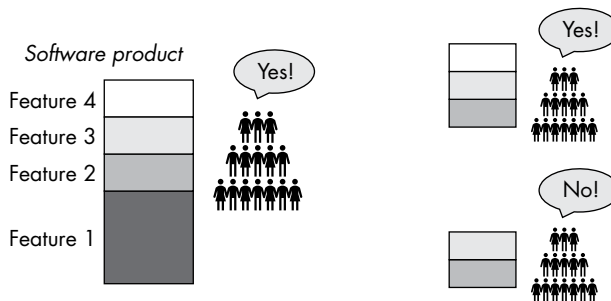 Software product
Yes!
Feature 4
Feature 3
Feature 2
Feature 1
Yes!
No!